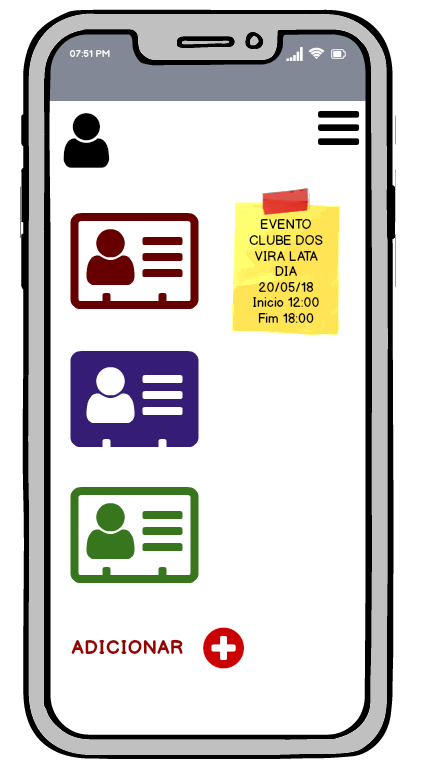 07:51 PM
EVENTO
CLUBE DOS
VIRA LATA
DIA
20/05/18
Inicio 12:00
Fim 18:00
ADICIONAR